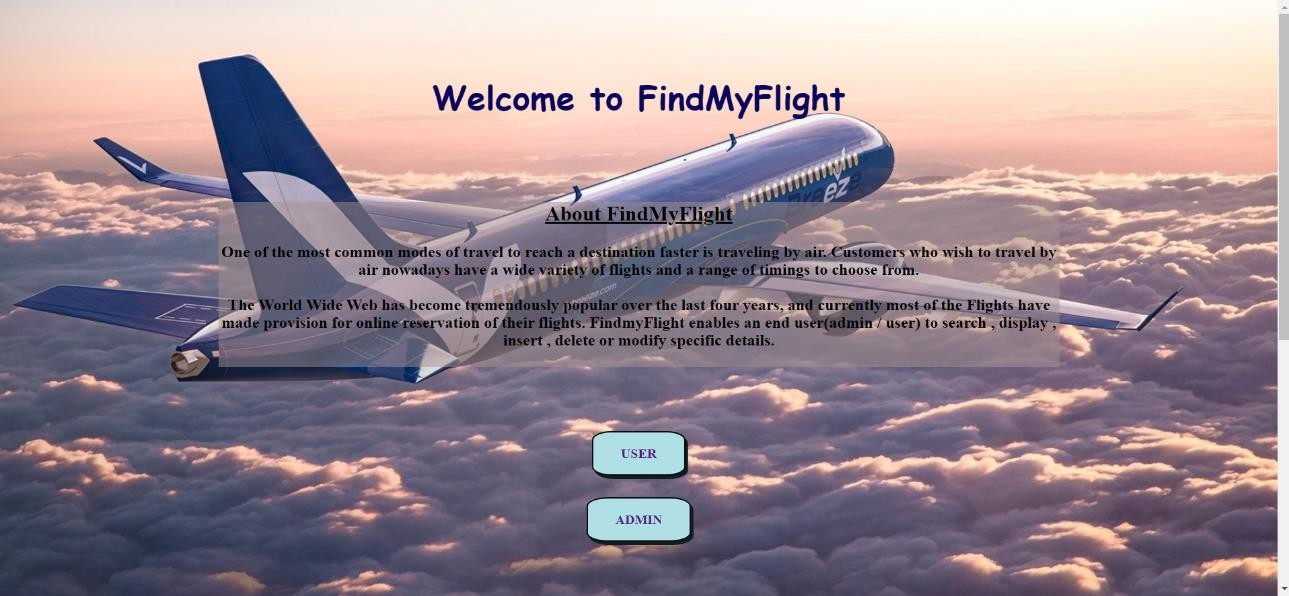 Welcome to FindMyFlight
breeze
About FindMyFlight
One of the most common modes of travel to reach a destination faster is traveling by air. Customers who wish to travel by
air nowadays have a wide variety of flights and a range of timings to choose from.
The World Wide Web has become tremendously popular over the last four years, and currently most of the Flights have
made provision for online reservation of their flights. FindmyFlight enables an end user(admin / user) to search , display ,
insert , delete or modify specific details.
USER
ADMIN